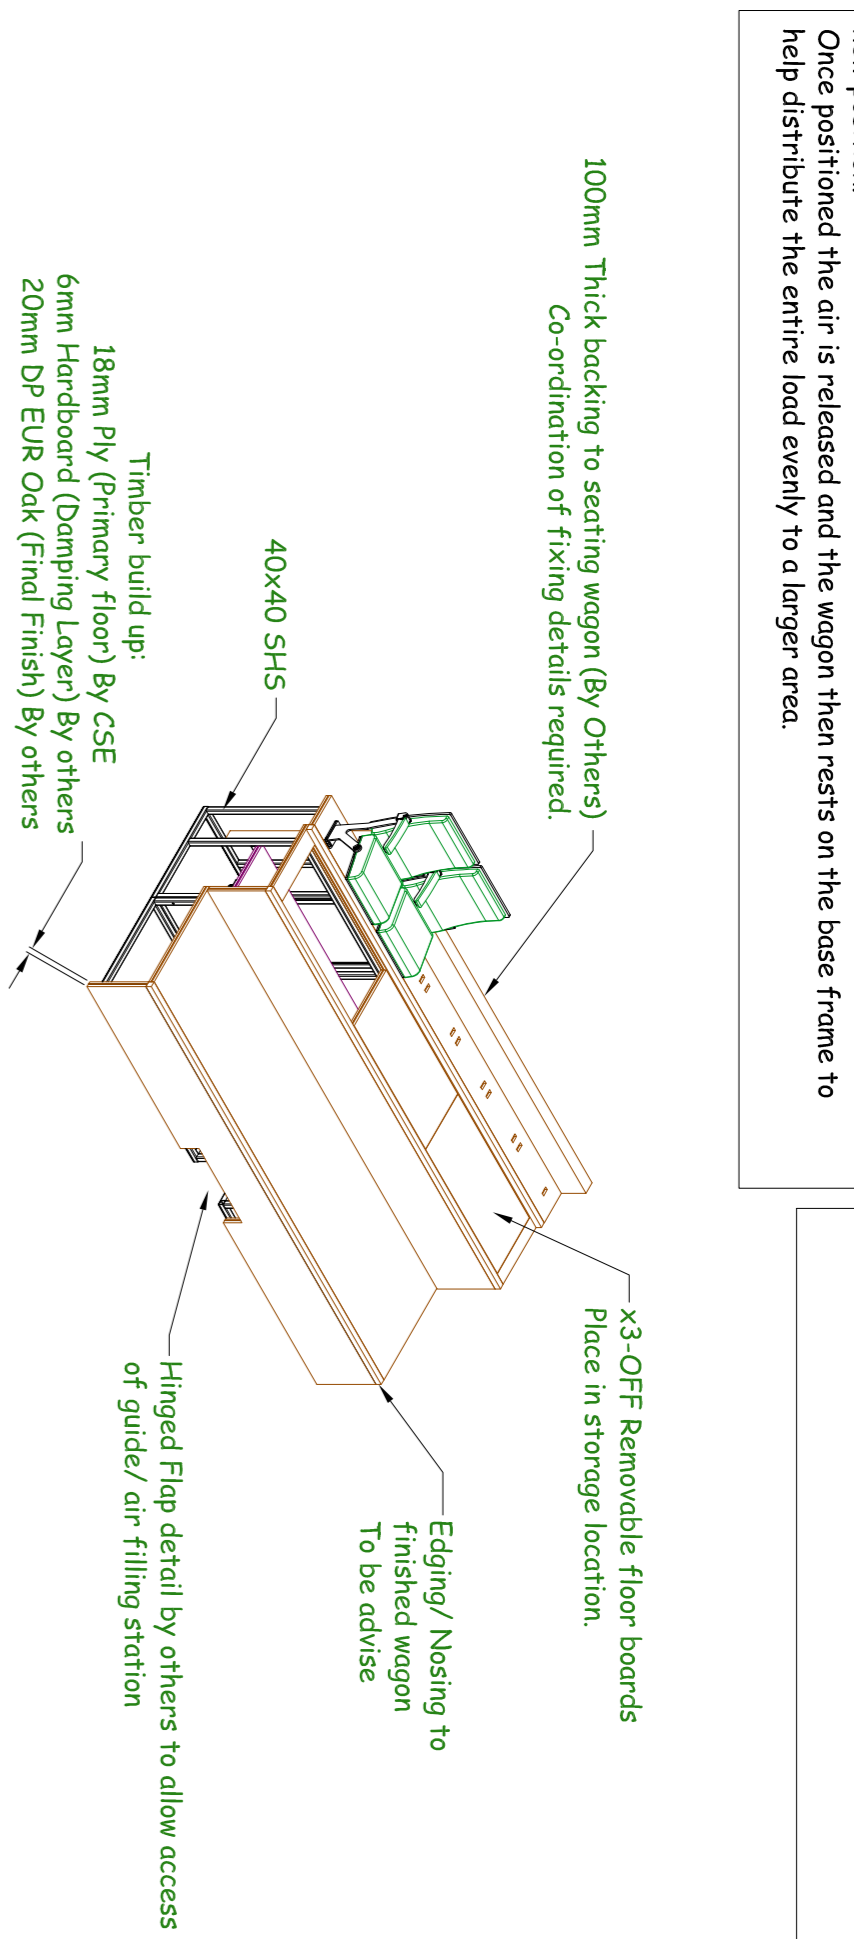 Once positioned the air is released and the wagon then rests on the base frame to
help distribute the entire load evenly to a larger area.
100mm Thick backing to seating wagon (By Others)
Co-ordination of fixing details required.
x3-OFF Removable floor boards
Place in storage location.
40x40 SHS
Edging/ Nosing to
finished wagon
To be advise
Timber build up:
18mm Ply (Primary floor) By CSE
6mm Hardboard (Damping Layer) By others
20mm DP EUR Oak (Final Finish) By others
Hinged Flap detail by others to allow access
of guide/ air filling station